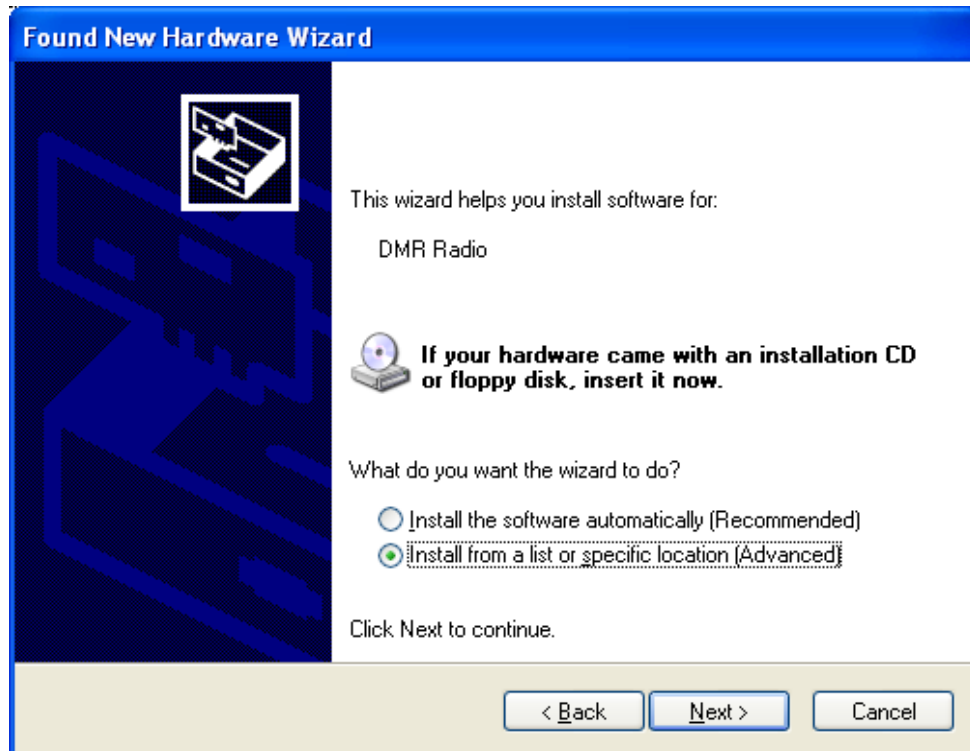 Found New Hardware Wizard
This wizard helps you install software for:
DMR Radio
If your hardware came with an installation CD
or floppy disk, insert it now.
What do you want the wizard to do?
Install the software automatically (Recommended)
Install from a list or specific location (Advanced)
Click Next to continue.
< Back Next > Cancel